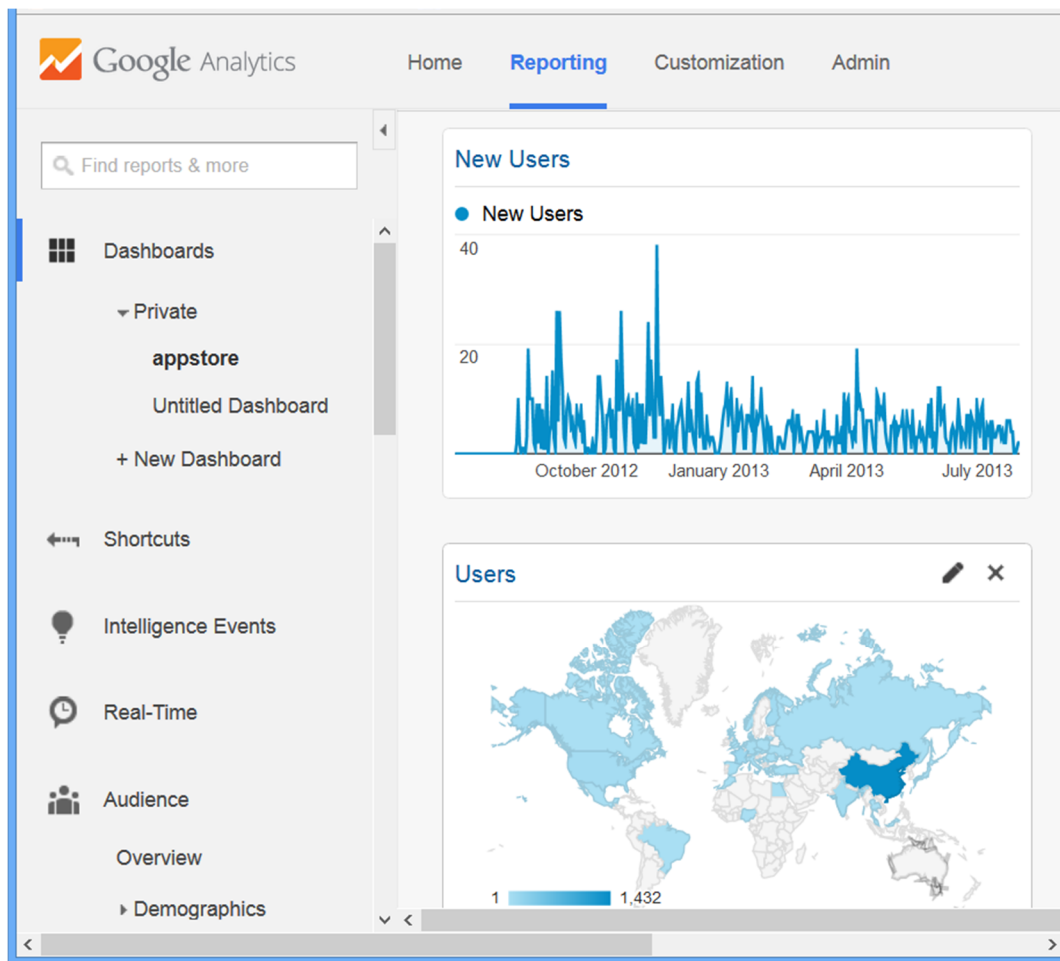 Google Analytics
Home Reporting Customization Admin
Find reports & more
Dashboards
Private
appstore
Untitled Dashboard
+ New Dashboard
Shortcuts
Intelligence Events
Real-Time
Audience
Overview
Demographics
New Users
New Users
40
20
October 2012 January 2013 April 2013 July 2013
Users
1 1,432